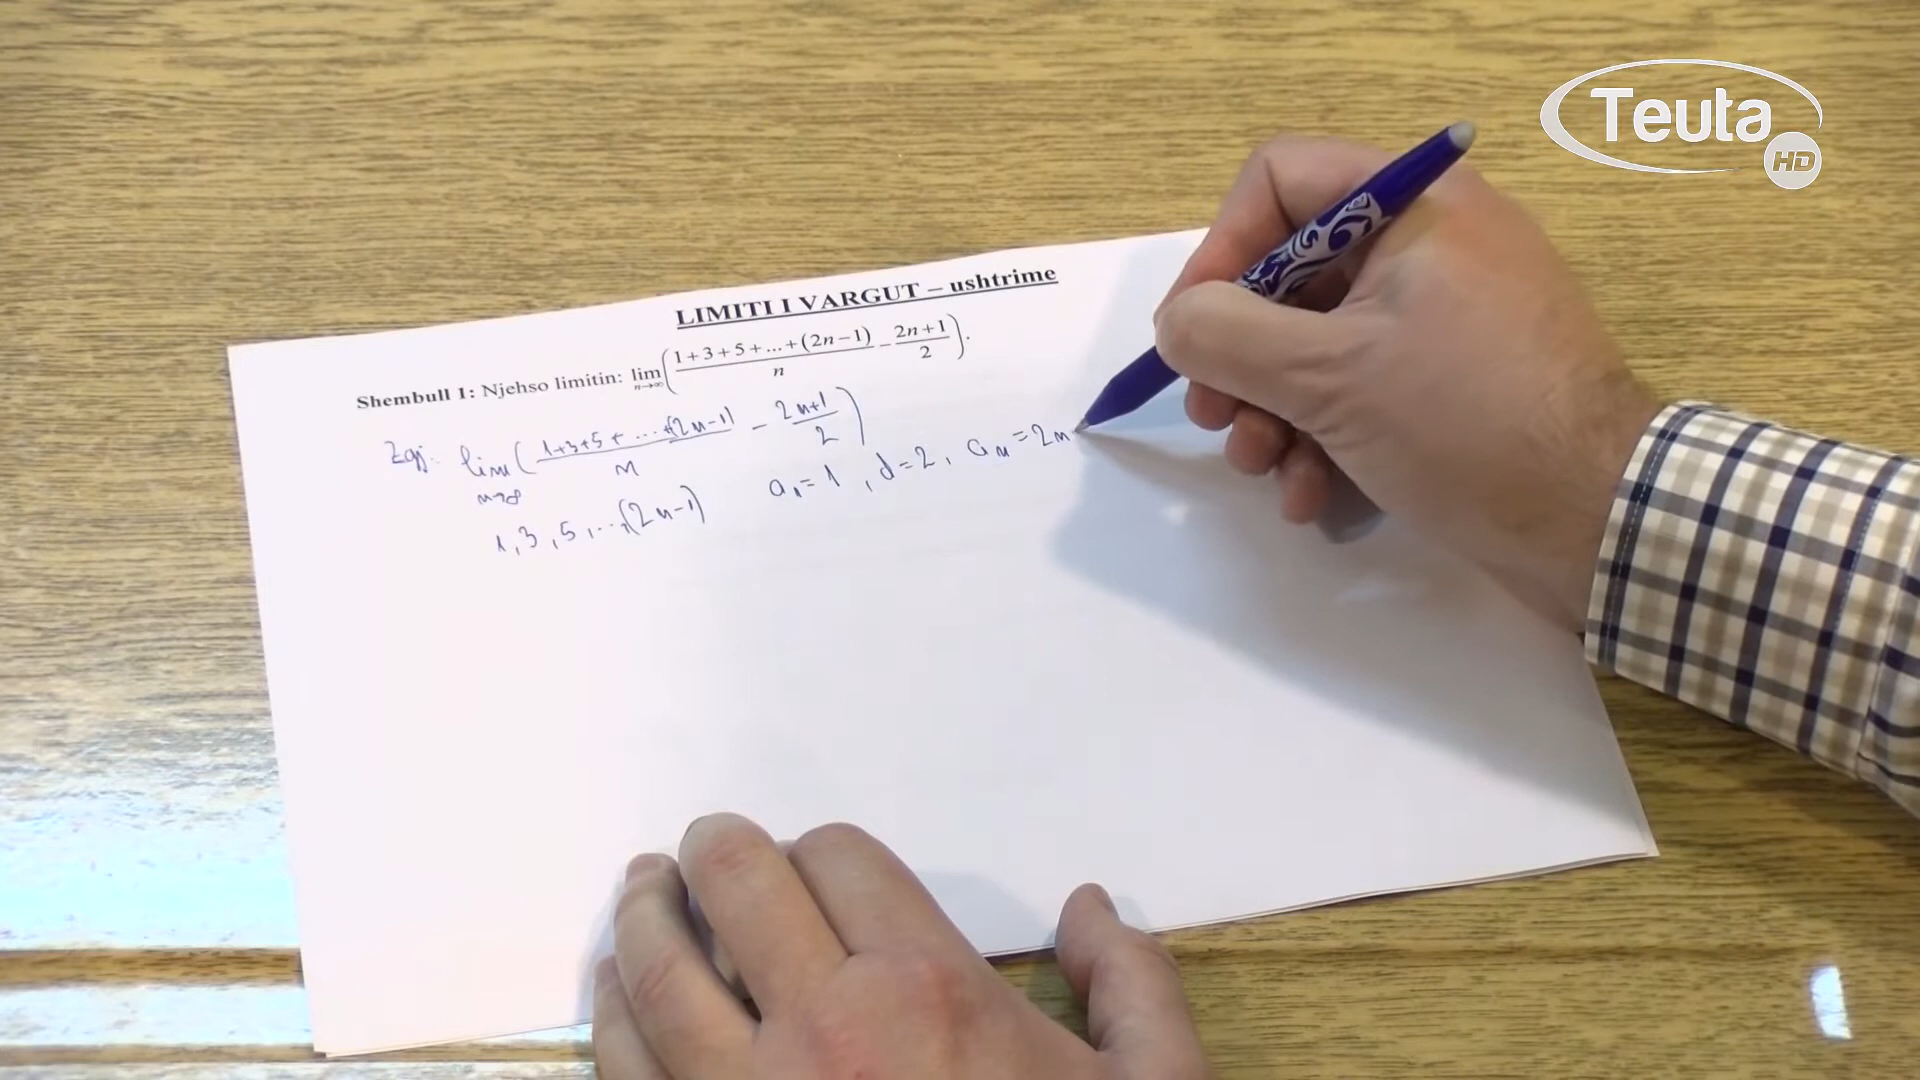 Teuta
HD
LIMITI I VARGUT – ushtrime
Shembull 1: Njehso limitin: lim n→∞ ( (1+3+5+...+(2n−1))/n − (2n+1)/2 ).
Zgj: lim n→∞ ( (1+3+5+...+(2n-1))/n − (2n+1)/2 )
1, 3, 5, ..., (2n-1) a₁=1, d=2, aₙ=2n